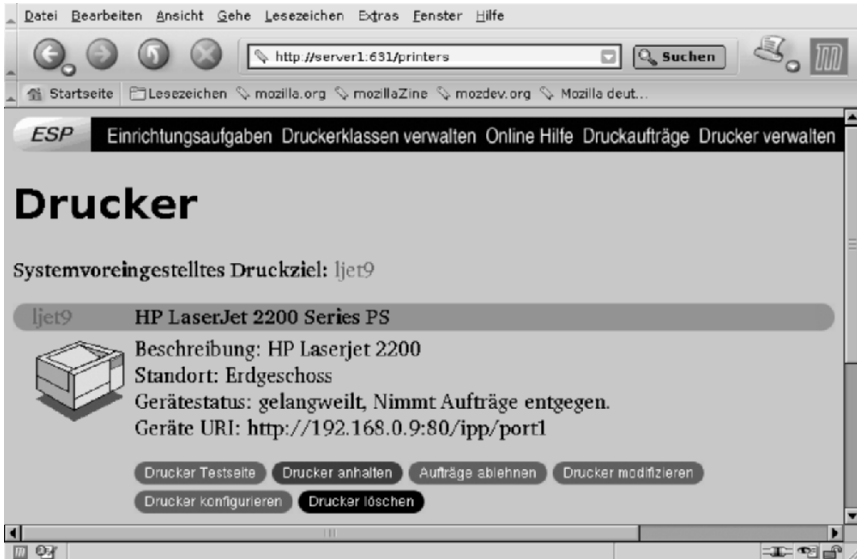 Datei Bearbeiten Ansicht Gehe Lesezeichen Extras Fenster Hilfe
http://server1:631/printers Suchen
Startseite Lesezeichen mozilla.org mozillaZine mozdev.org Mozilla deut...
ESP Einrichtungsaufgaben Druckerklassen verwalten Online Hilfe Druckaufträge Drucker verwalten
Drucker
Systemvoreingestelltes Druckziel: ljet9
ljet9 HP LaserJet 2200 Series PS
Beschreibung: HP Laserjet 2200
Standort: Erdgeschoss
Gerätestatus: gelangweilt, Nimmt Aufträge entgegen.
Geräte URI: http://192.168.0.9:80/ipp/port1
Drucker Testseite Drucker anhalten Aufträge ablehnen Drucker modifizieren
Drucker konfigurieren Drucker löschen